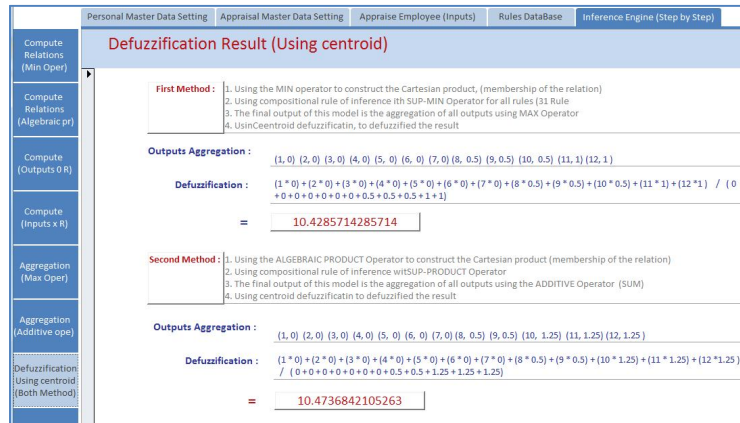 Personal Master Data Setting
Appraisal Master Data Setting
Appraise Employee (Inputs)
Rules DataBase
Inference Engine (Step by Step)
Compute
Relations
(Min Oper)
Compute
Relations
(Algebraic pr)
Compute
(Outputs 0 R)
Compute
(Inputs x R)
Aggregation
(Max Oper)
Aggregation
(Additive ope)
Defuzzification
Using centroid
(Both Method)
Defuzzification Result (Using centroid)
First Method :
1. Using the MIN operator to construct the Cartesian product, (membership of the relation)
2. Using compositional rule of inference ith SUP-MIN Operator for all rules (31 Rule
3. The final output of this model is the aggregation of all outputs using MAX Operator
4. UsinCeentroid defuzzificatin, to defuzzified the result
Outputs Aggregation :
(1, 0) (2, 0) (3, 0) (4, 0) (5, 0) (6, 0) (7, 0) (8, 0.5) (9, 0.5) (10, 0.5) (11, 1) (12, 1 )
Defuzzification :
(1 * 0) + (2 * 0) + (3 * 0) + (4 * 0) + (5 * 0) + (6 * 0) + (7 * 0) + (8 * 0.5) + (9 * 0.5) + (10 * 0.5) + (11 * 1) + (12 *1 ) / ( 0
+ 0 + 0 + 0 + 0 + 0 + 0 + 0.5 + 0.5 + 0.5 + 1 + 1)
= 10.4285714285714
Second Method :
1. Using the ALGEBRAIC PRODUCT Operator to construct the Cartesian product (membership of the relation)
2. Using compositional rule of inference witSUP-PRODUCT Operator
3. The final output of this model is the aggregation of all outputs using the ADDITIVE Operator (SUM)
4. Using centroid defuzzificatin to defuzzified the result
Outputs Aggregation :
(1, 0) (2, 0) (3, 0) (4, 0) (5, 0) (6, 0) (7, 0) (8, 0.5) (9, 0.5) (10, 1.25) (11, 1.25) (12, 1.25 )
Defuzzification :
(1 * 0) + (2 * 0) + (3 * 0) + (4 * 0) + (5 * 0) + (6 * 0) + (7 * 0) + (8 * 0.5) + (9 * 0.5) + (10 * 1.25) + (11 * 1.25) + (12 *1.25 )
/ ( 0 + 0 + 0 + 0 + 0 + 0 + 0 + 0.5 + 0.5 + 1.25 + 1.25 + 1.25)
= 10.4736842105263